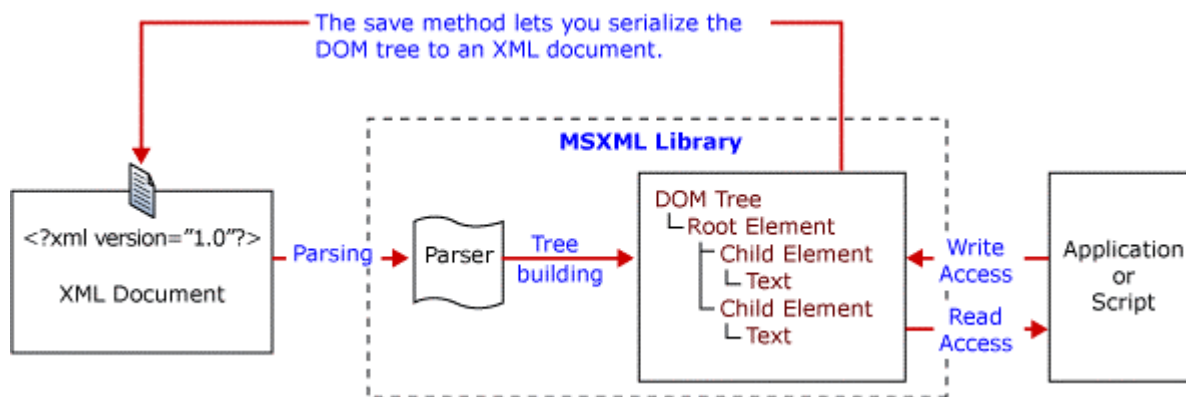 The save method lets you serialize the
DOM tree to an XML document.
MSXML Library
<?xml version=”1.0”?>
XML Document
Parsing
Parser
Tree
building
DOM Tree
Root Element
Child Element
Text
Child Element
Text
Write
Access
Read
Access
Application
or
Script